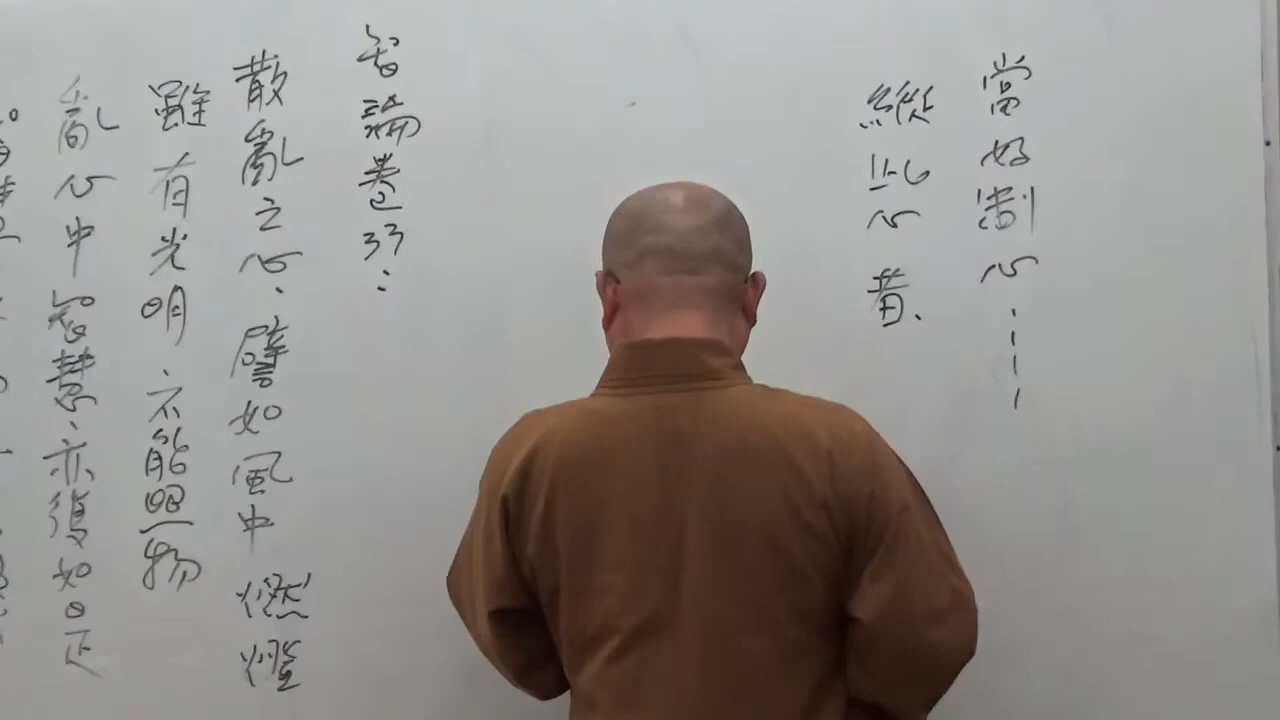 當好制心
縱此心者、
智論卷33：
散亂之心、譬如風中燃燈
雖有光明、不能照物
亂心中智慧、亦復如是